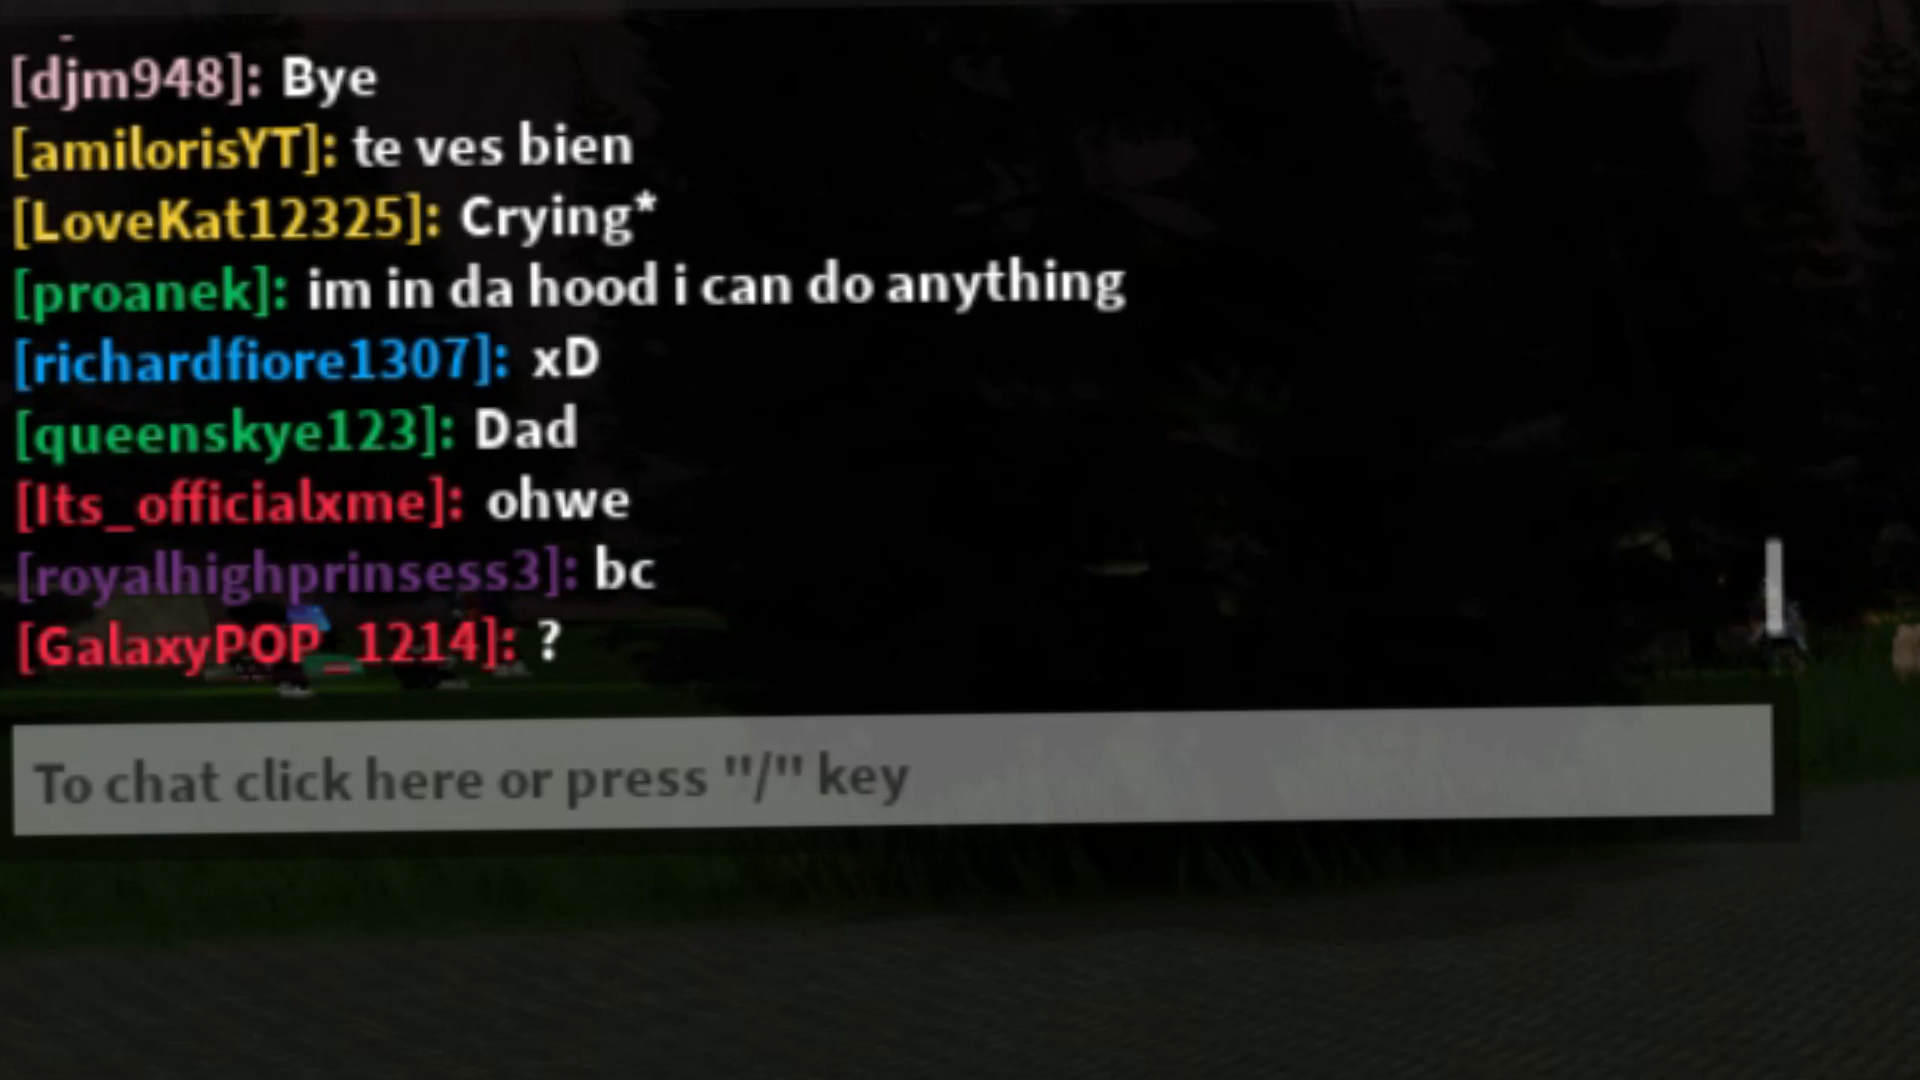 [djm948]: Bye
[amilorisYT]: te ves bien
[LoveKat12325]: Crying*
[proanek]: im in da hood i can do anything
[richardfiore1307]: xD
[queenskye123]: Dad
[Its_officialxme]: ohwe
[royalhighprinsess3]: bc
[GalaxyPOP_1214]: ?
To chat click here or press "/" key